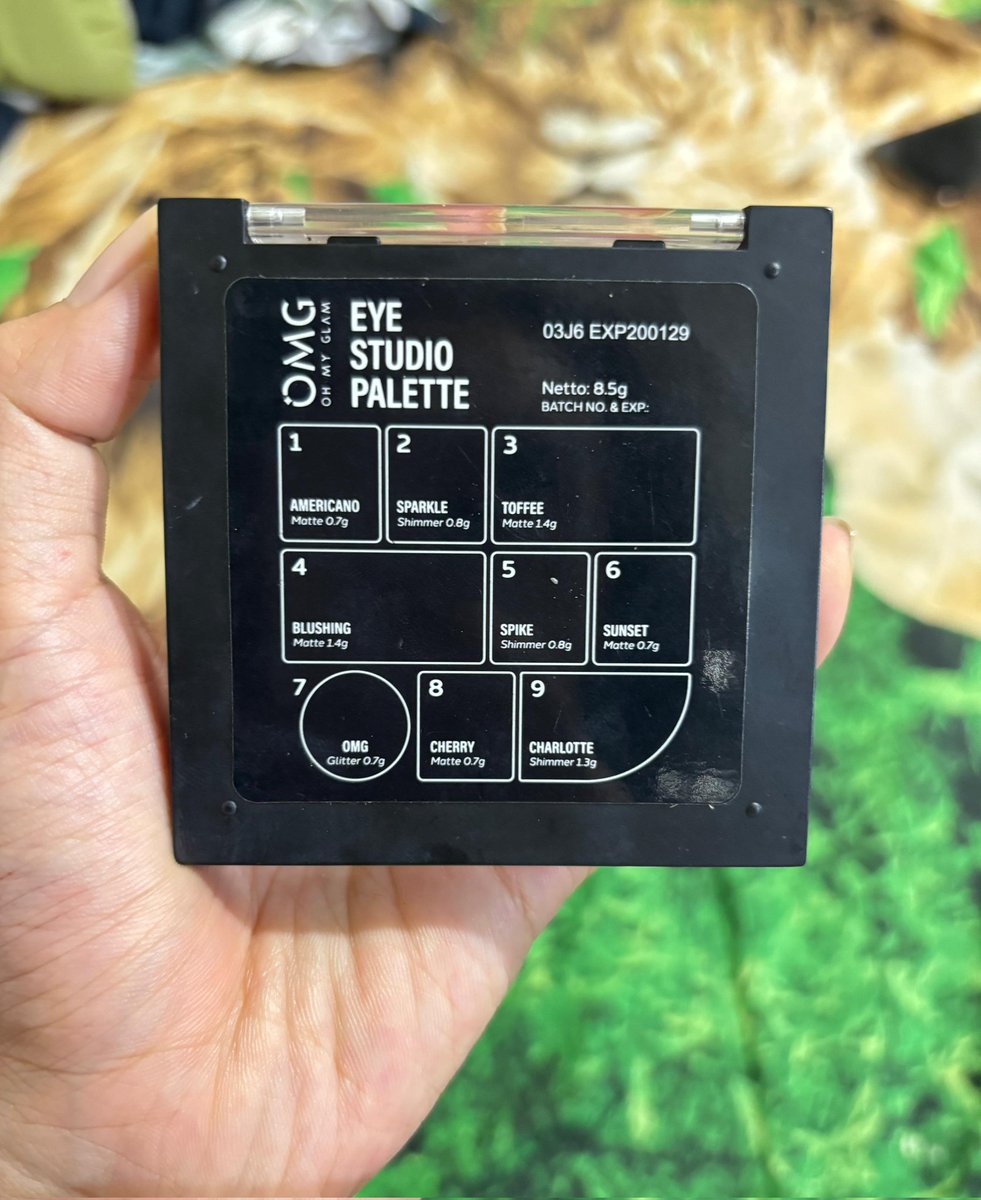 OMG
OH MY GLAM
EYE
STUDIO
PALETTE
03J6 EXP200129
Netto: 8.5g
BATCH NO. & EXP.:
1
AMERICANO
Matte 0.7g
2
SPARKLE
Shimmer 0.8g
3
TOFFEE
Matte 1.4g
4
BLUSHING
Matte 1.4g
5
SPIKE
Shimmer 0.8g
6
SUNSET
Matte 0.7g
7
OMG
Glitter 0.7g
8
CHERRY
Matte 0.7g
9
CHARLOTTE
Shimmer 1.3g